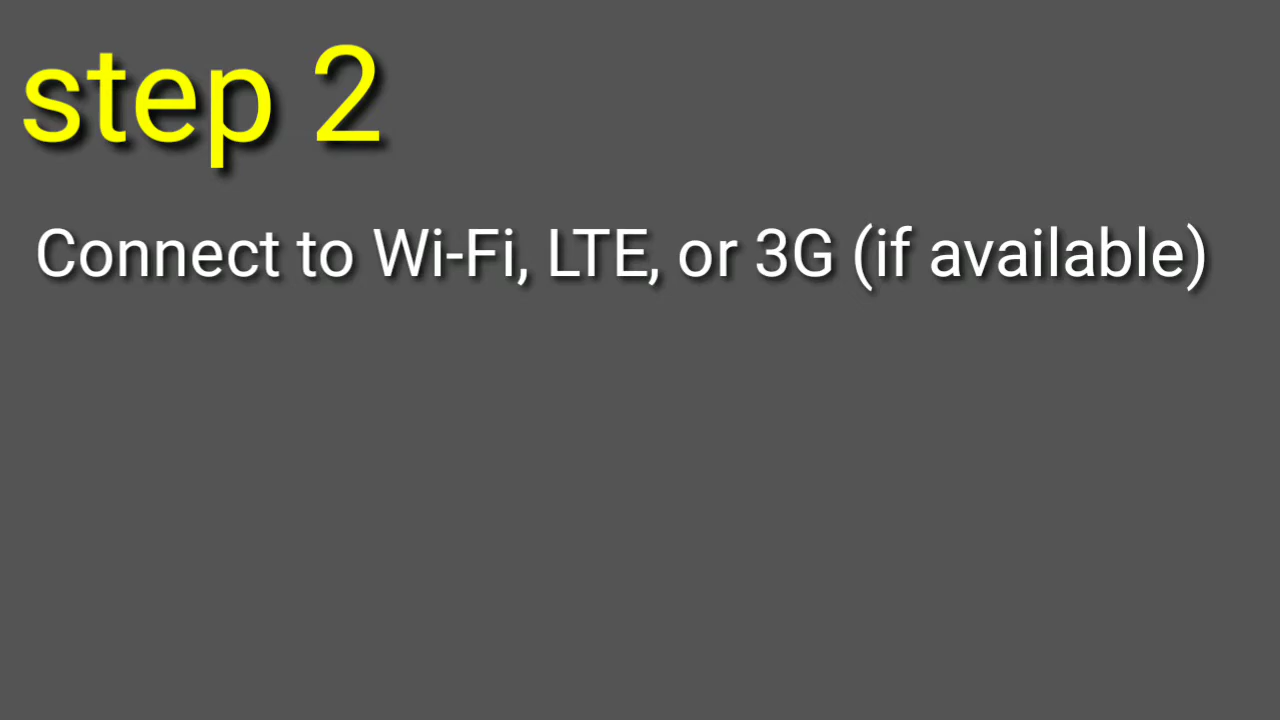 step 2
Connect to Wi-Fi, LTE, or 3G (if available)